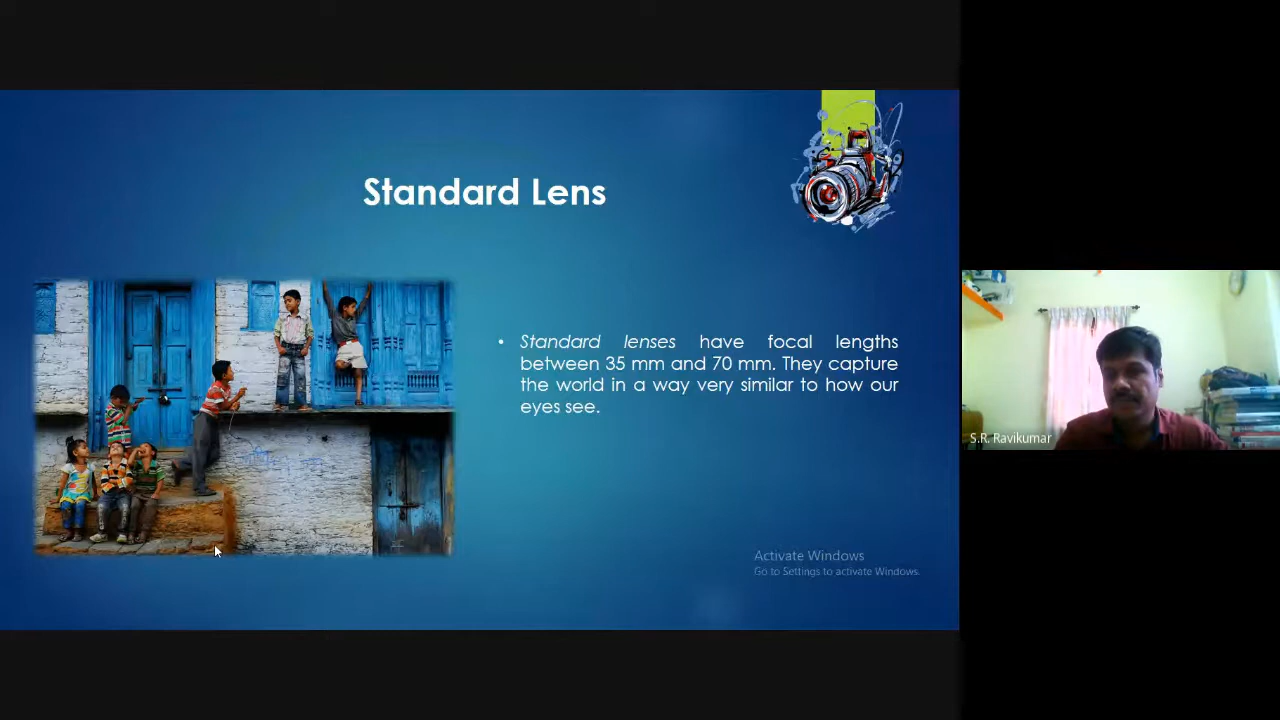 Standard Lens
• Standard lenses have focal lengths
between 35 mm and 70 mm. They capture
the world in a way very similar to how our
eyes see.
S.R. Ravikumar
Activate Windows
Go to Settings to activate Windows.